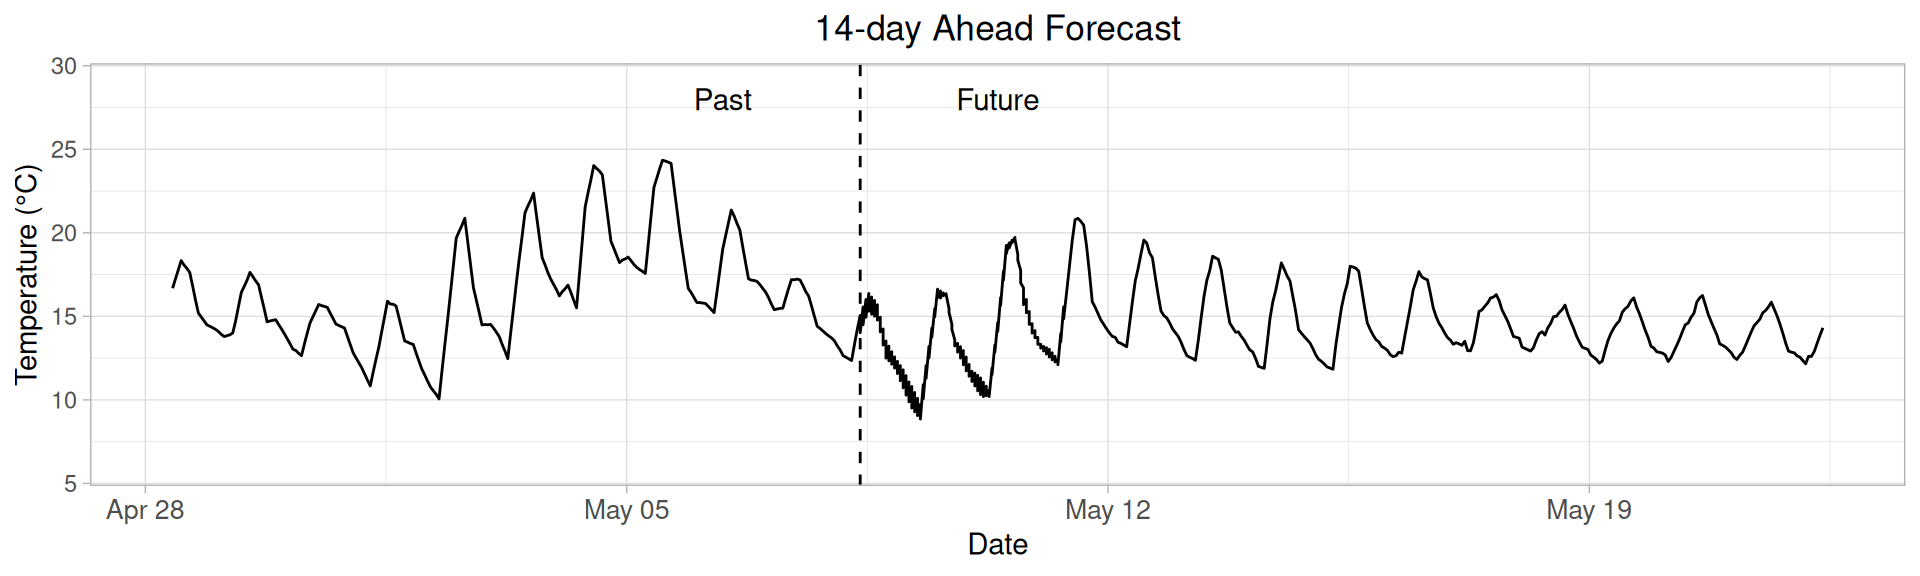 14-day Ahead Forecast
30
25
20
15
10
5
Temperature (°C)
Past
Future
Apr 28
May 05
May 12
May 19
Date